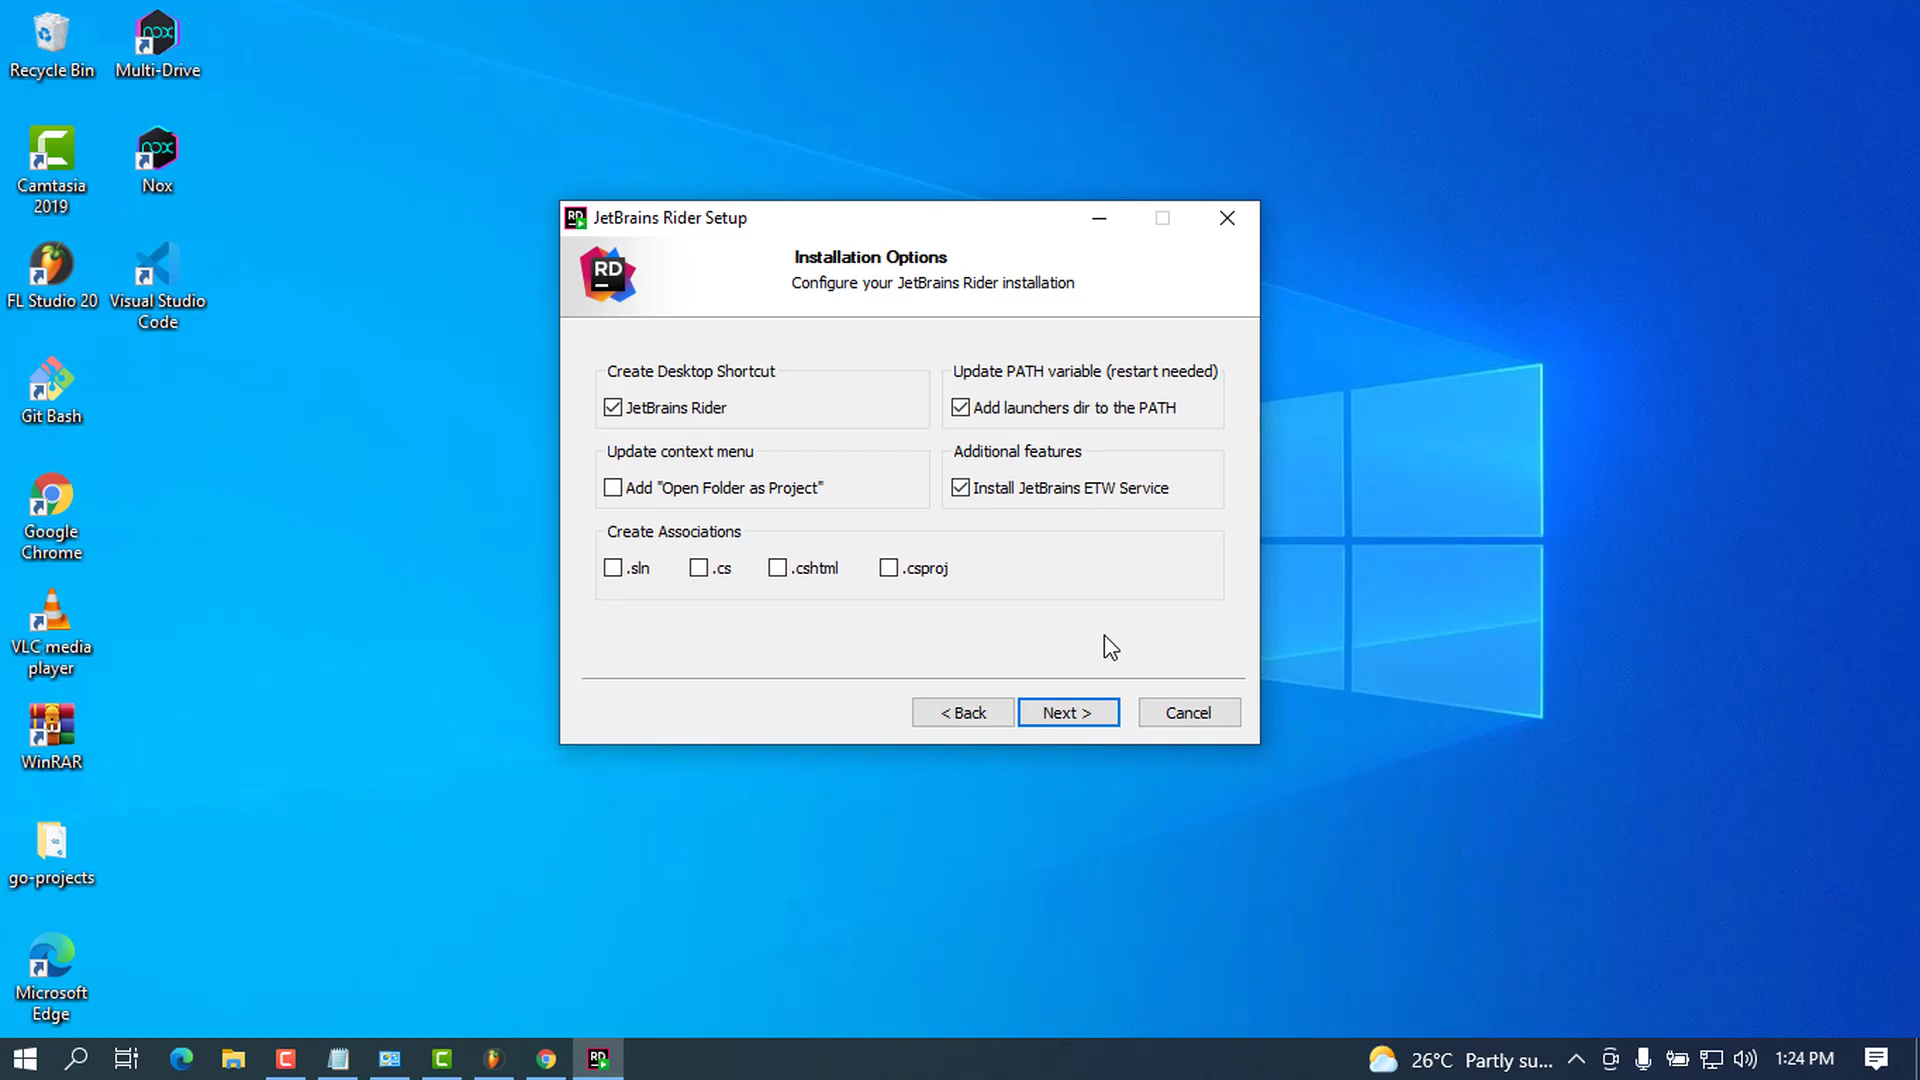 Recycle Bin
Multi-Drive
Camtasia
2019
Nox
FL Studio 20
Visual Studio
Code
Git Bash
Google
Chrome
VLC media
player
WinRAR
go-projects
Microsoft
Edge
RD JetBrains Rider Setup
RD
Installation Options
Configure your JetBrains Rider installation
Create Desktop Shortcut
JetBrains Rider
Update PATH variable (restart needed)
Add launchers dir to the PATH
Update context menu
Add "Open Folder as Project"
Additional features
Install JetBrains ETW Service
Create Associations
.sln
.cs
.cshtml
.csproj
< Back
Next >
Cancel
RD
26°C Partly su...
1:24 PM